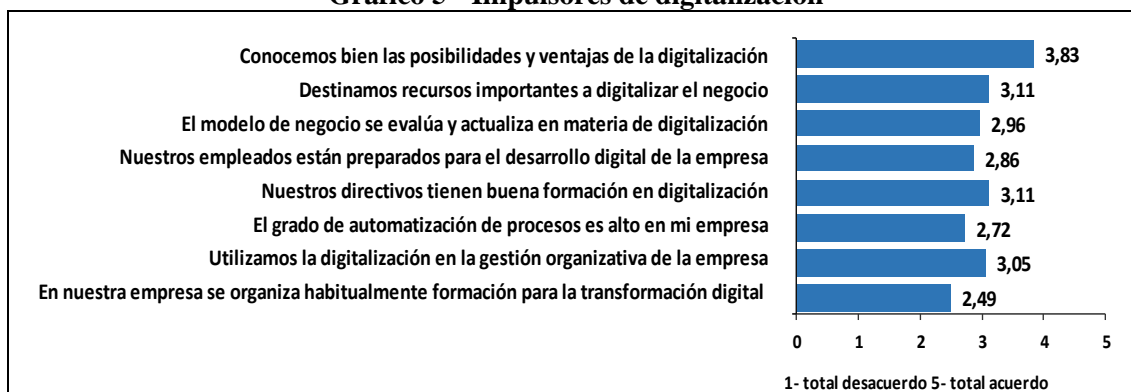 Gráfico 5 - Impulsores de digitalización
Conocemos bien las posibilidades y ventajas de la digitalización 3,83
Destinamos recursos importantes a digitalizar el negocio 3,11
El modelo de negocio se evalúa y actualiza en materia de digitalización 2,96
Nuestros empleados están preparados para el desarrollo digital de la empresa 2,86
Nuestros directivos tienen buena formación en digitalización 3,11
El grado de automatización de procesos es alto en mi empresa 2,72
Utilizamos la digitalización en la gestión organizativa de la empresa 3,05
En nuestra empresa se organiza habitualmente formación para la transformación digital 2,49
0 1 2 3 4 5
1- total desacuerdo 5- total acuerdo